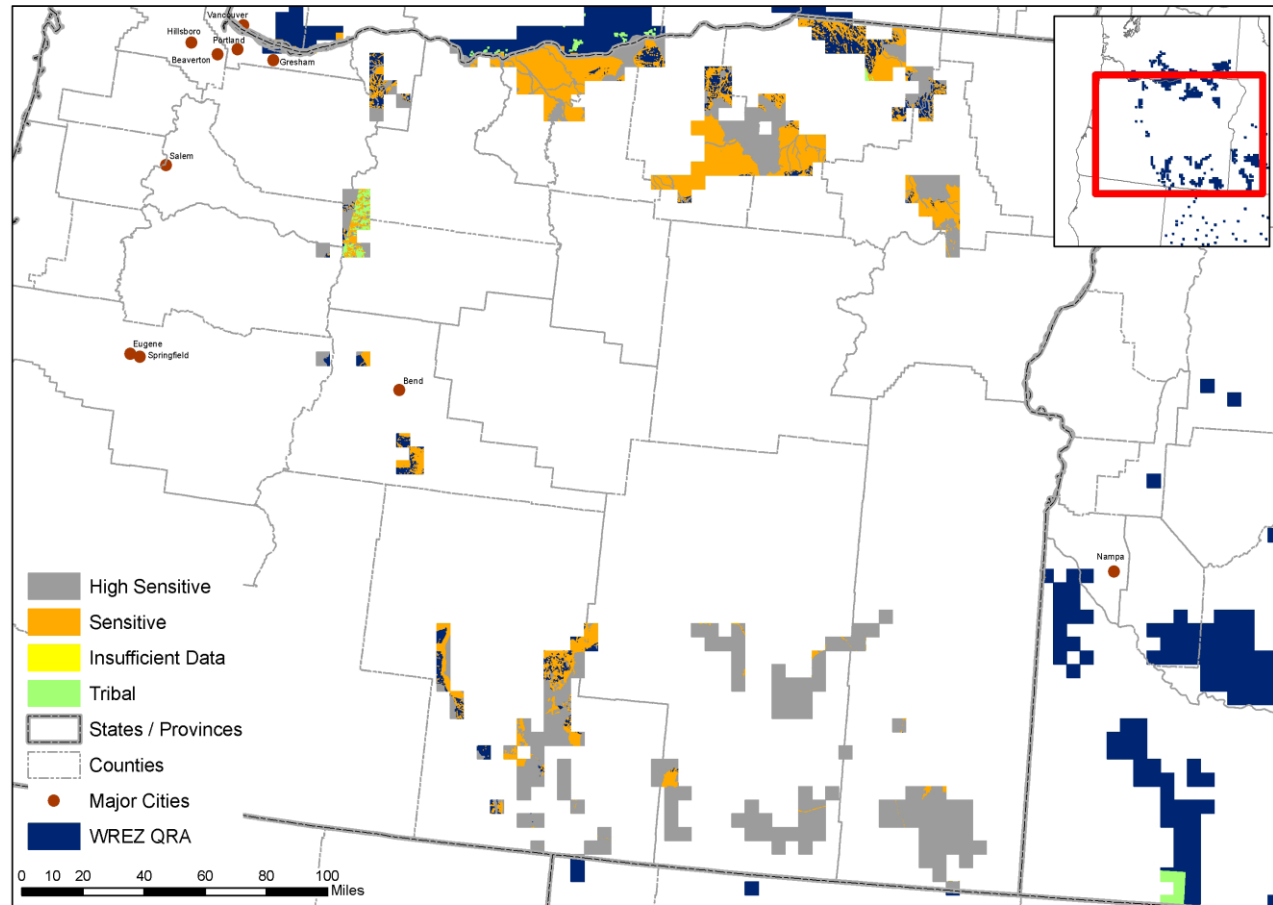 Vancouver
Hillsboro
Portland
Beaverton
Gresham
Salem
Eugene
Springfield
Bend
Nampa
High Sensitive
Sensitive
Insufficient Data
Tribal
States / Provinces
Counties
Major Cities
WREZ QRA
0 10 20 40 60 80 100
Miles